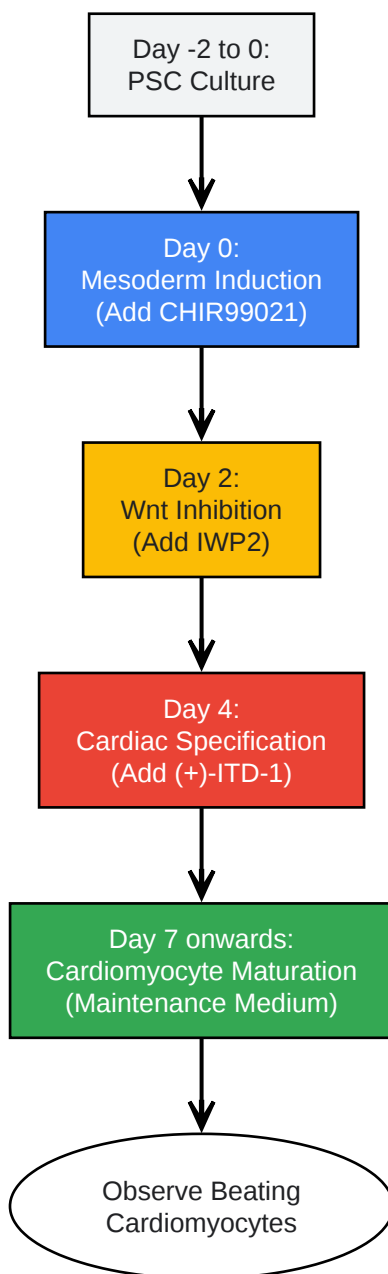 Day -2 to 0:
PSC Culture
Day 0:
Mesoderm Induction
(Add CHIR99021)
Day 2:
Wnt Inhibition
(Add IWP2)
Day 4:
Cardiac Specification
(Add (+)-ITD-1)
Day 7 onwards:
Cardiomyocyte Maturation
(Maintenance Medium)
Observe Beating
Cardiomyocytes